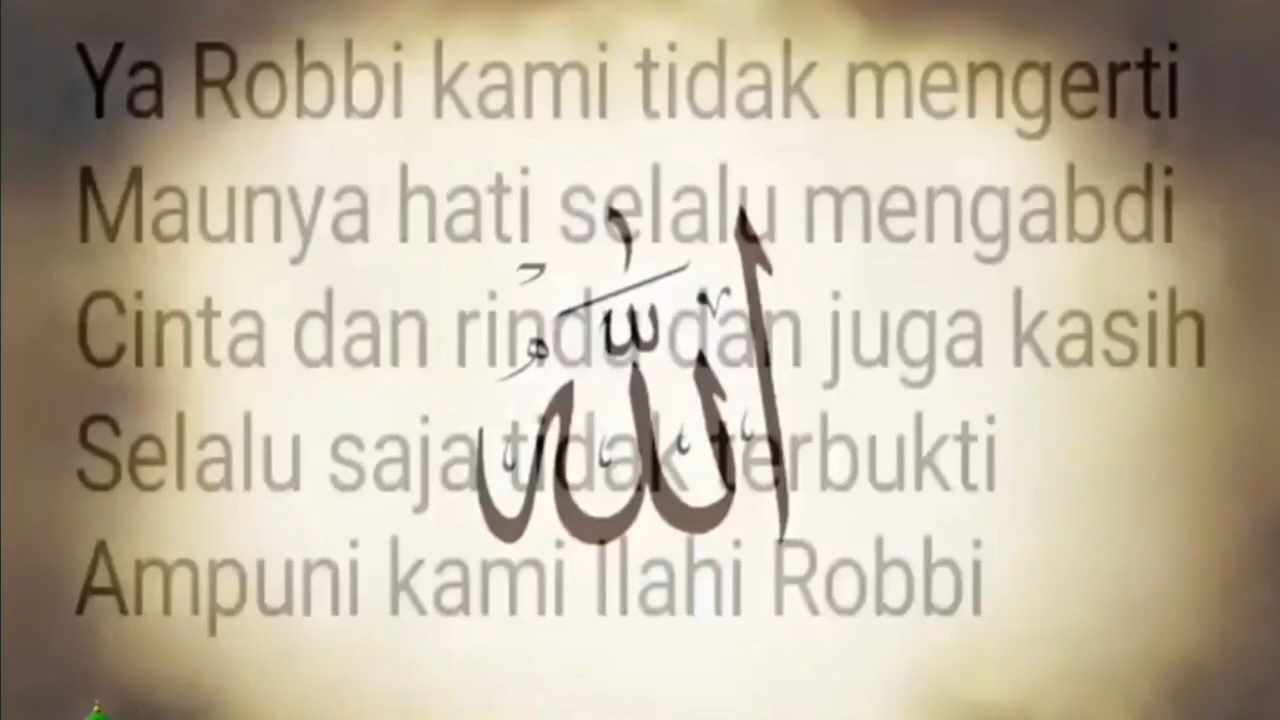 Ya Robbi kami tidak mengerti
Maunya hati selalu mengabdi
Cinta dan rindu dan juga kasih
Selalu saja tidak terbukti
Ampuni kami Ilahi Robbi
الله